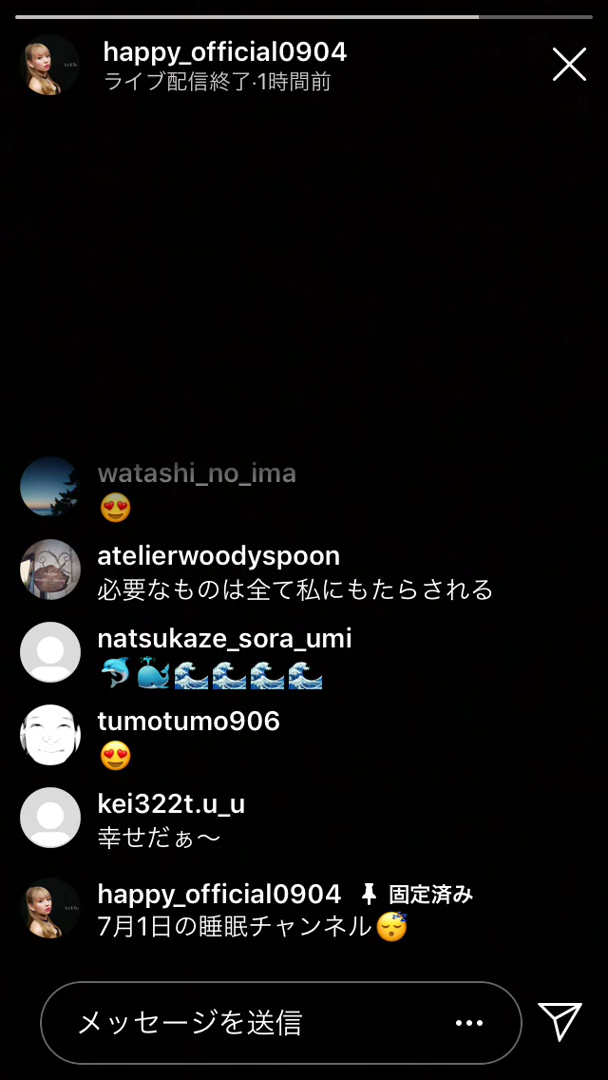 happy_official0904
ライブ配信終了·1時間前
watashi_no_ima
😍
atelierwoodyspoon
必要なものは全て私にもたらされる
natsukaze_sora_umi
🐬🐳🌊🌊🌊🌊
tumotumo906
😍
kei322t.u_u
幸せだぁ〜
happy_official0904 固定済み
7月1日の睡眠チャンネル😴
メッセージを送信